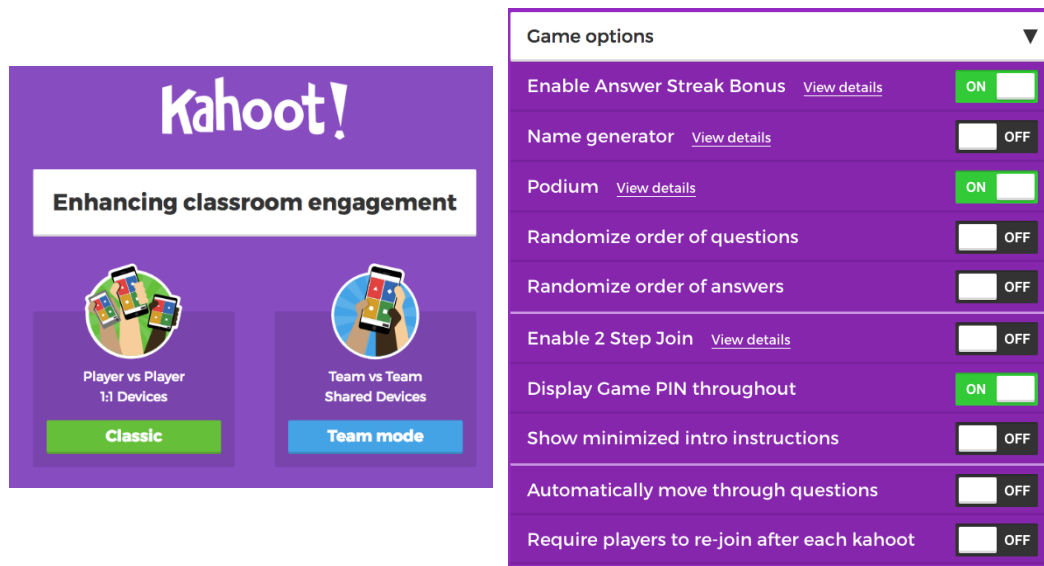 Kahoot!
Enhancing classroom engagement
Player vs Player
1:1 Devices
Classic
Team vs Team
Shared Devices
Team mode
Game options ▼
Enable Answer Streak Bonus View details ON
Name generator View details OFF
Podium View details ON
Randomize order of questions OFF
Randomize order of answers OFF
Enable 2 Step Join View details OFF
Display Game PIN throughout ON
Show minimized intro instructions OFF
Automatically move through questions OFF
Require players to re-join after each kahoot OFF